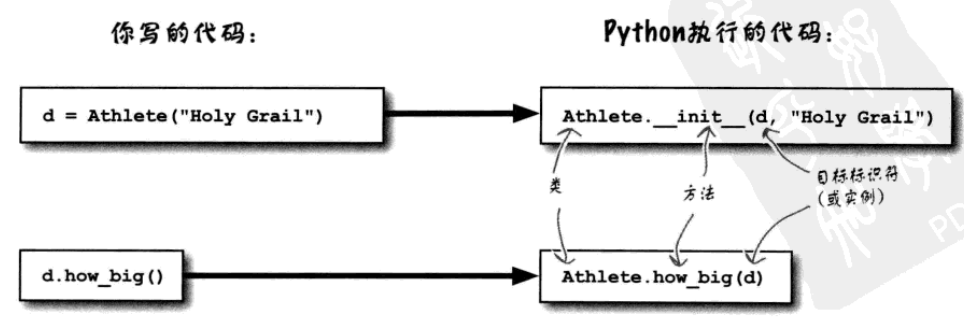 你写的代码：
Python执行的代码：
d = Athlete("Holy Grail")
Athlete.__init__(d, "Holy Grail")
类
方法
目标标识符
(或实例)
d.how_big()
Athlete.how_big(d)
PD